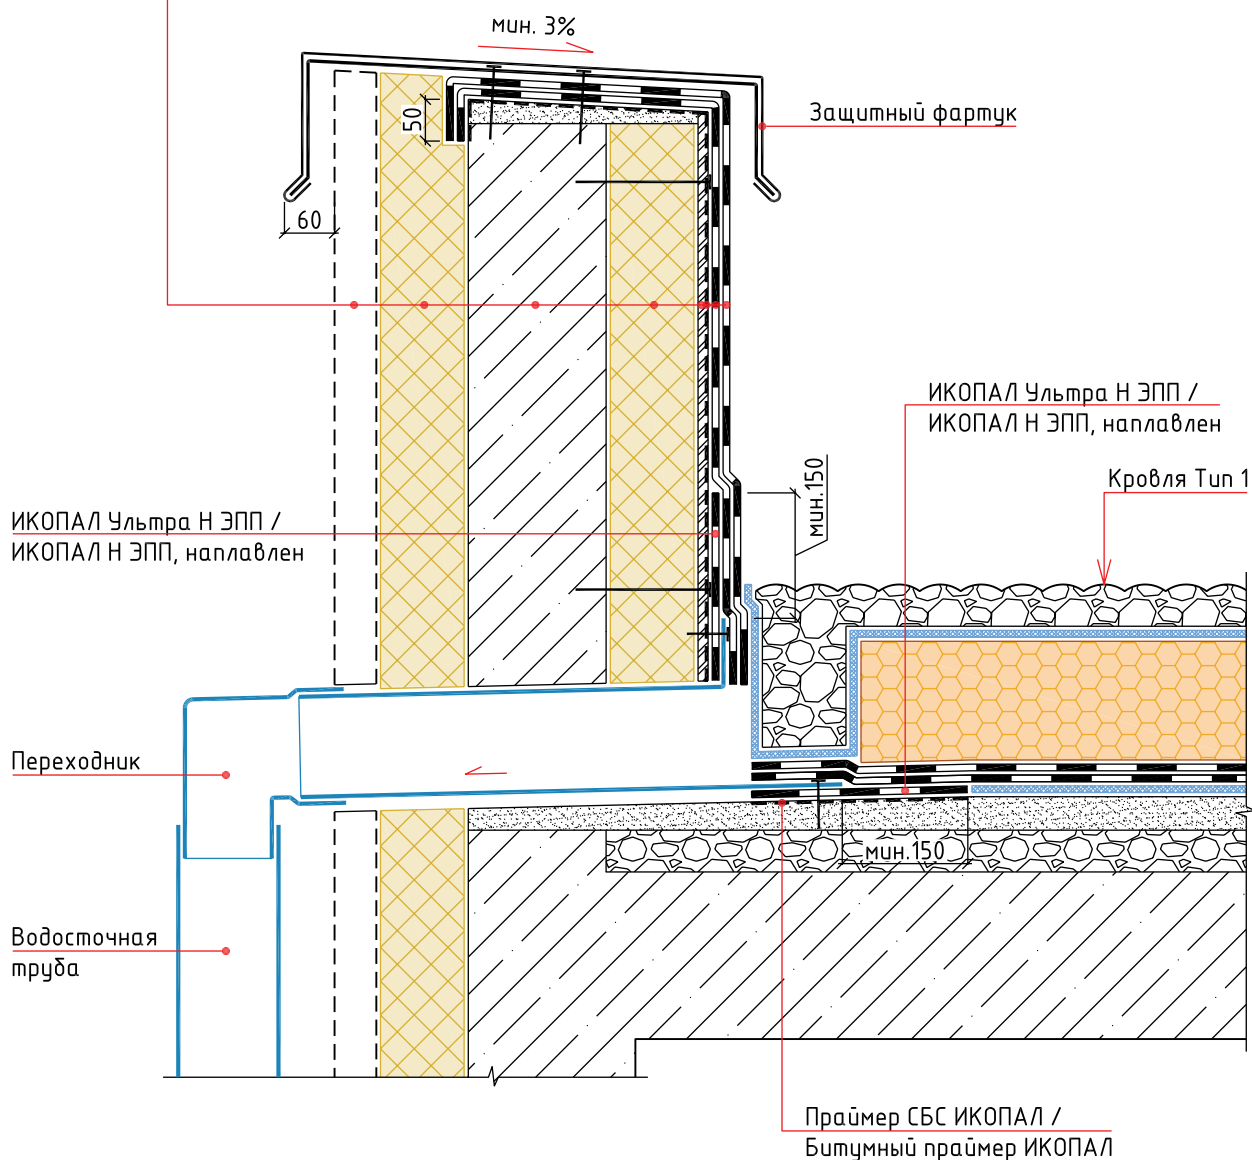 мин. 3%
50
Защитный фартук
60
ИКОПАЛ Ультра Н ЭПП /
ИКОПАЛ Н ЭПП, наплавлен
мин.150
Кровля Тип 1
ИКОПАЛ Ультра Н ЭПП /
ИКОПАЛ Н ЭПП, наплавлен
Переходник
мин.150
Водосточная
труба
Праймер СБС ИКОПАЛ /
Битумный праймер ИКОПАЛ